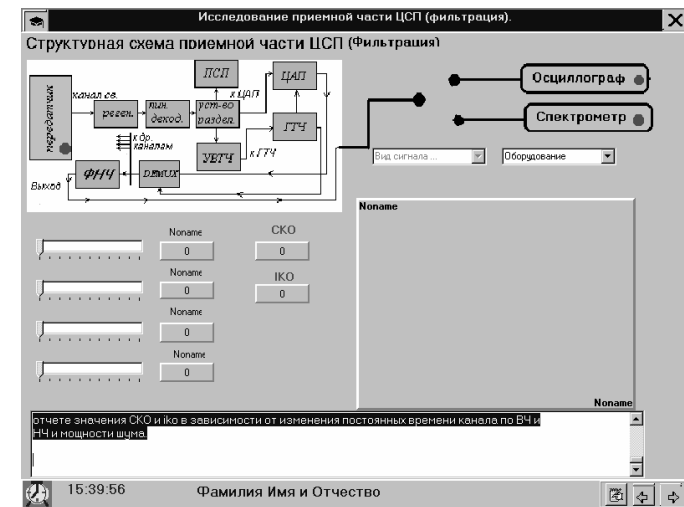 Исследование приемной части ЦСП (фильтрация).
Структурная схема приемной части ЦСП (Фильтрация)
ПСП
ЦАП
канал св.
к ЦАП
передатчик
реген.
лин. декод.
уст-во раздел.
ГТЧ
к др. каналам
УВТЧ
к ГТЧ
ФНЧ
DEMUX
Выход
Осциллограф
Спектрометр
Вид сигнала ...
Оборудование
Noname
Noname
СКО
0
0
Noname
IKO
0
0
Noname
0
Noname
0
Noname
отчете значения СКО и iko в зависимости от изменения постоянных времени канала по ВЧ и
НЧ и мощности шума.
15:39:56
Фамилия Имя и Отчество